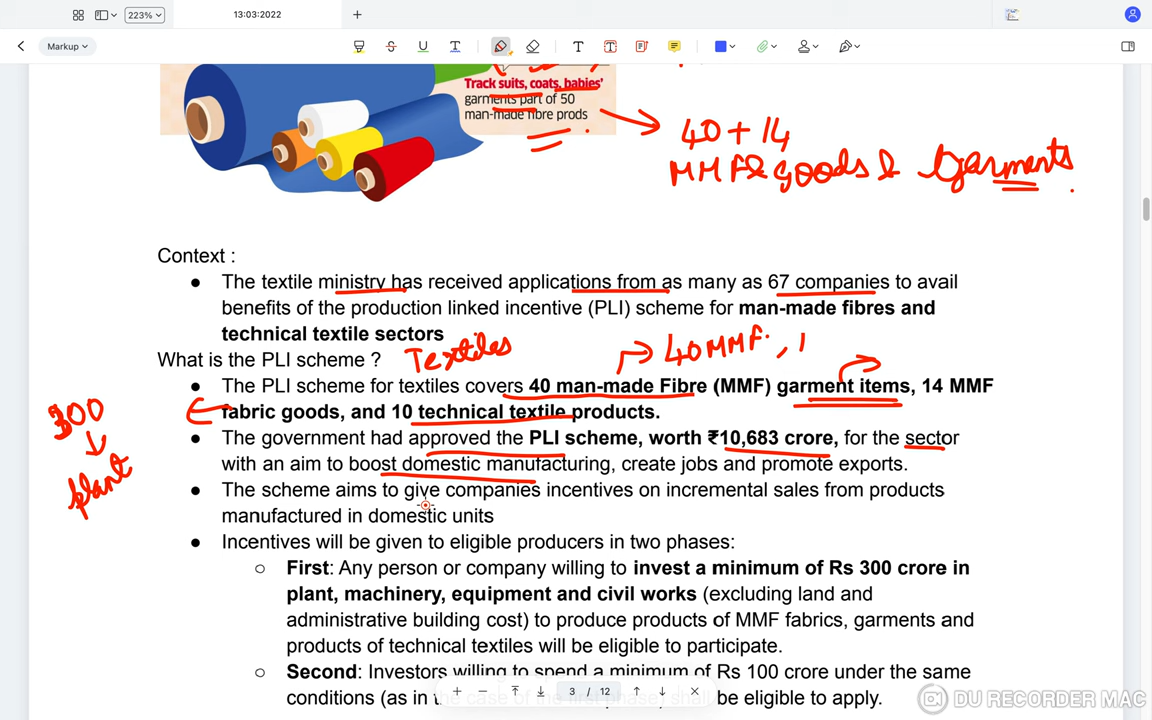 223%
13:03:2022
Markup
Track suits, coats, babies'
garments part of 50
man-made fibre prods
40 + 14
MMF & goods & garments
Context :
● The textile ministry has received applications from as many as 67 companies to avail
benefits of the production linked incentive (PLI) scheme for man-made fibres and
technical textile sectors
Textiles
40 MMF. , 1
What is the PLI scheme ?
● The PLI scheme for textiles covers 40 man-made Fibre (MMF) garment items, 14 MMF
fabric goods, and 10 technical textile products.
300
plant
● The government had approved the PLI scheme, worth ₹10,683 crore, for the sector
with an aim to boost domestic manufacturing, create jobs and promote exports.
● The scheme aims to give companies incentives on incremental sales from products
manufactured in domestic units
● Incentives will be given to eligible producers in two phases:
○ First: Any person or company willing to invest a minimum of Rs 300 crore in
plant, machinery, equipment and civil works (excluding land and
administrative building cost) to produce products of MMF fabrics, garments and
products of technical textiles will be eligible to participate.
○ Second: Investors willing to spend a minimum of Rs 100 crore under the same
conditions (as in the case of the first phase) shall be eligible to apply.
3 / 12
DU RECORDER MAC